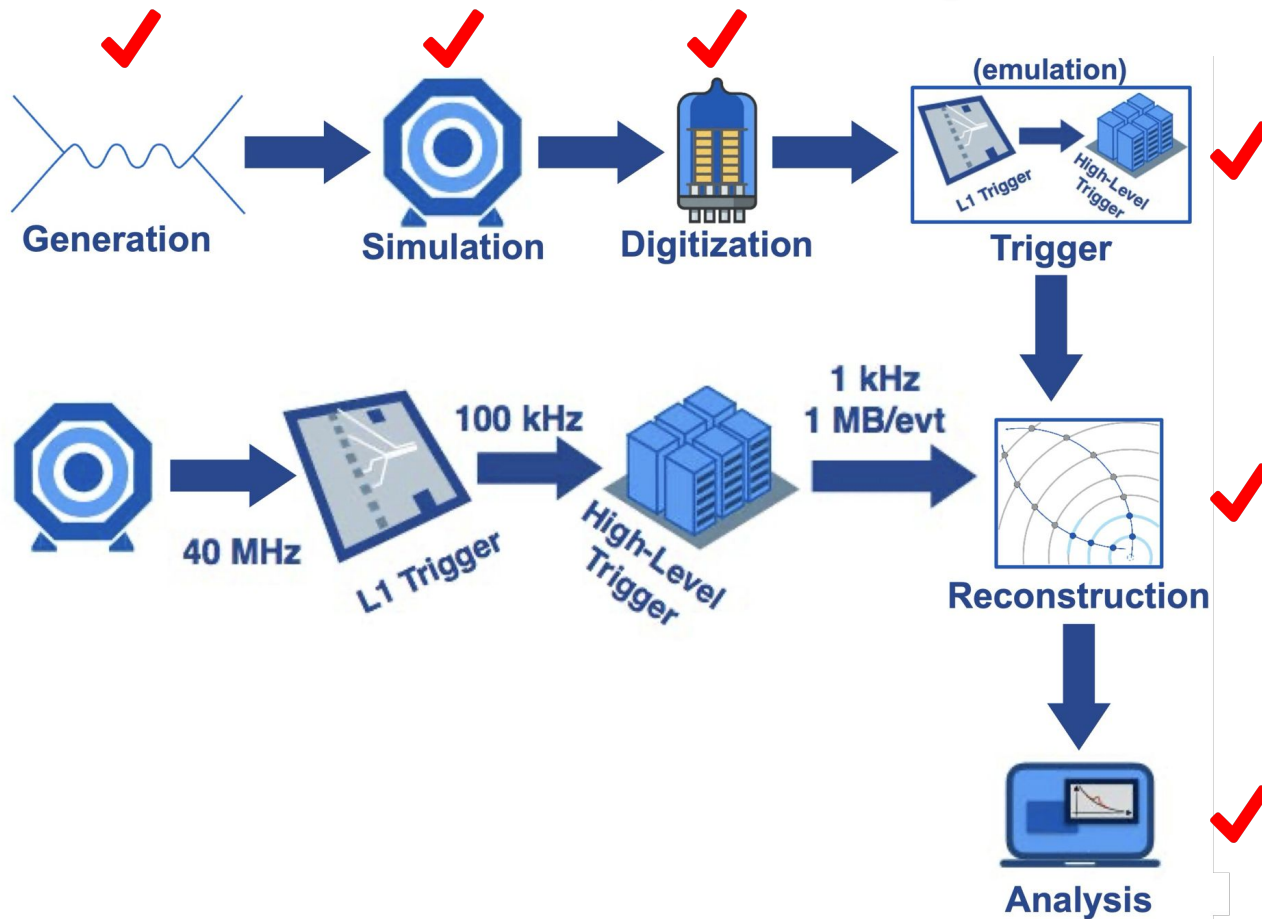 (emulation)
L1 Trigger
High-Level
Trigger
Generation
Simulation
Digitization
Trigger
40 MHz
L1 Trigger
100 kHz
High-Level
Trigger
1 kHz
1 MB/evt
Reconstruction
Analysis